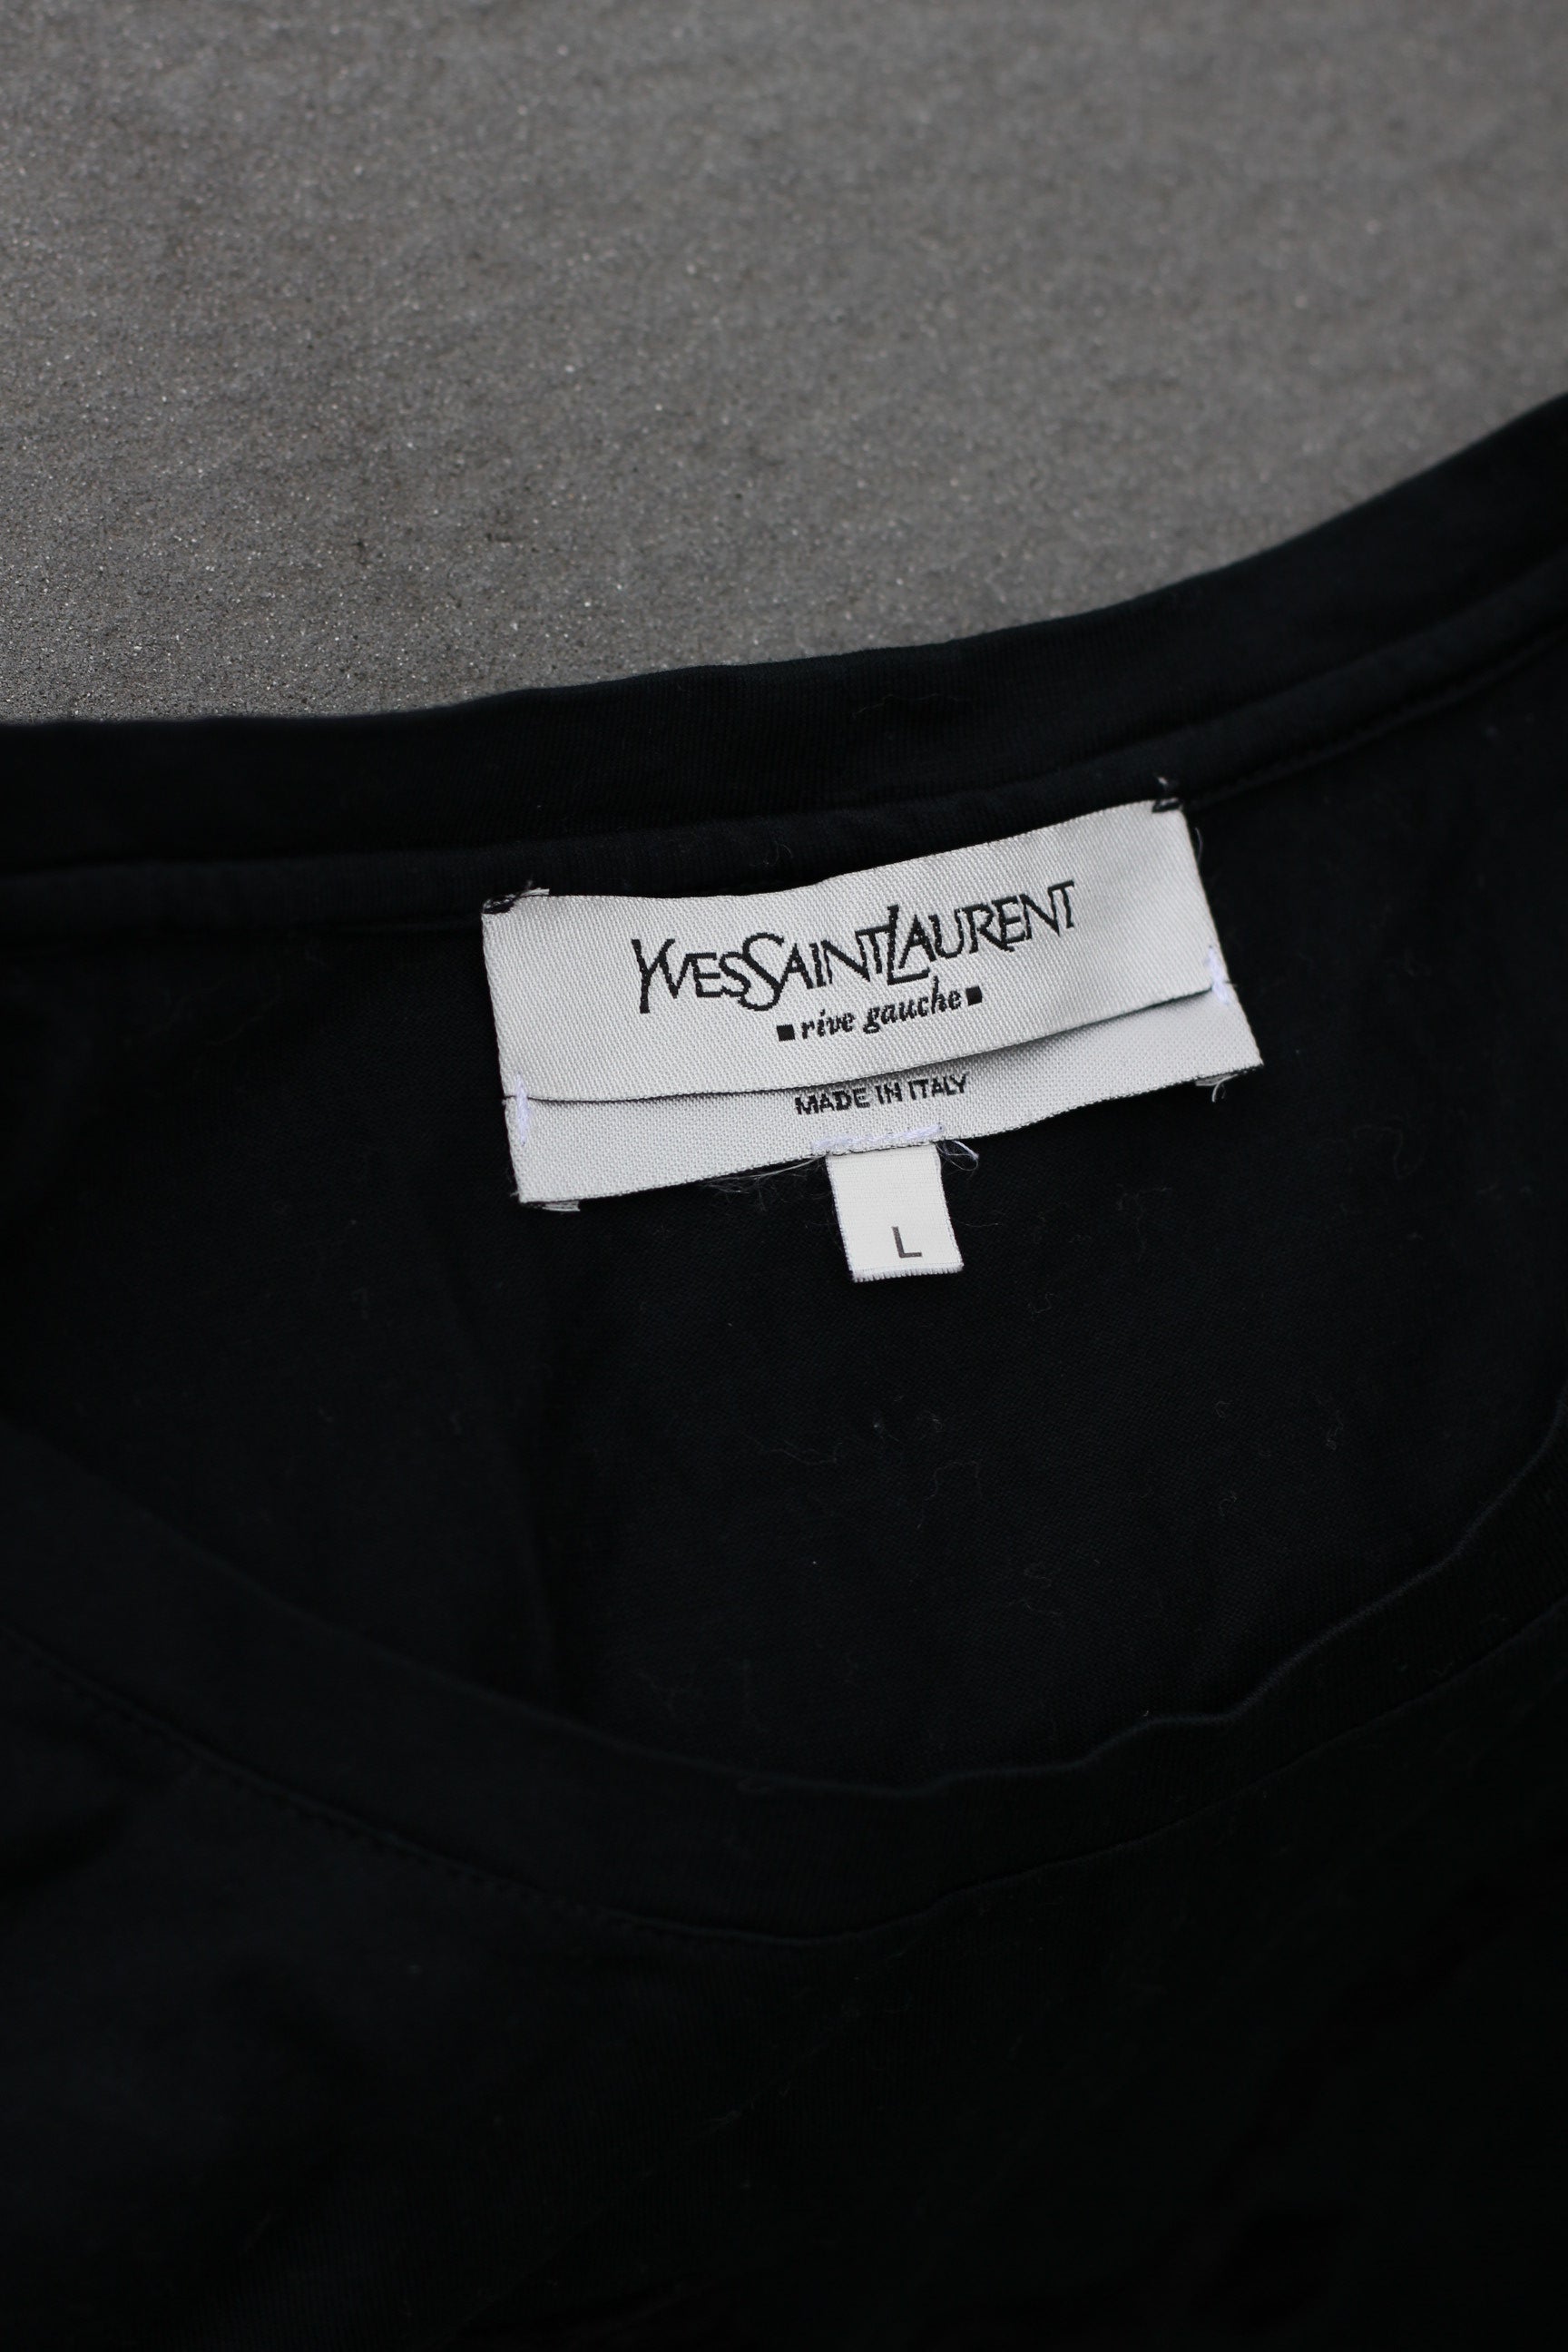 YVESSAINTLAURENT
▪rive gauche▪
MADE IN ITALY
L